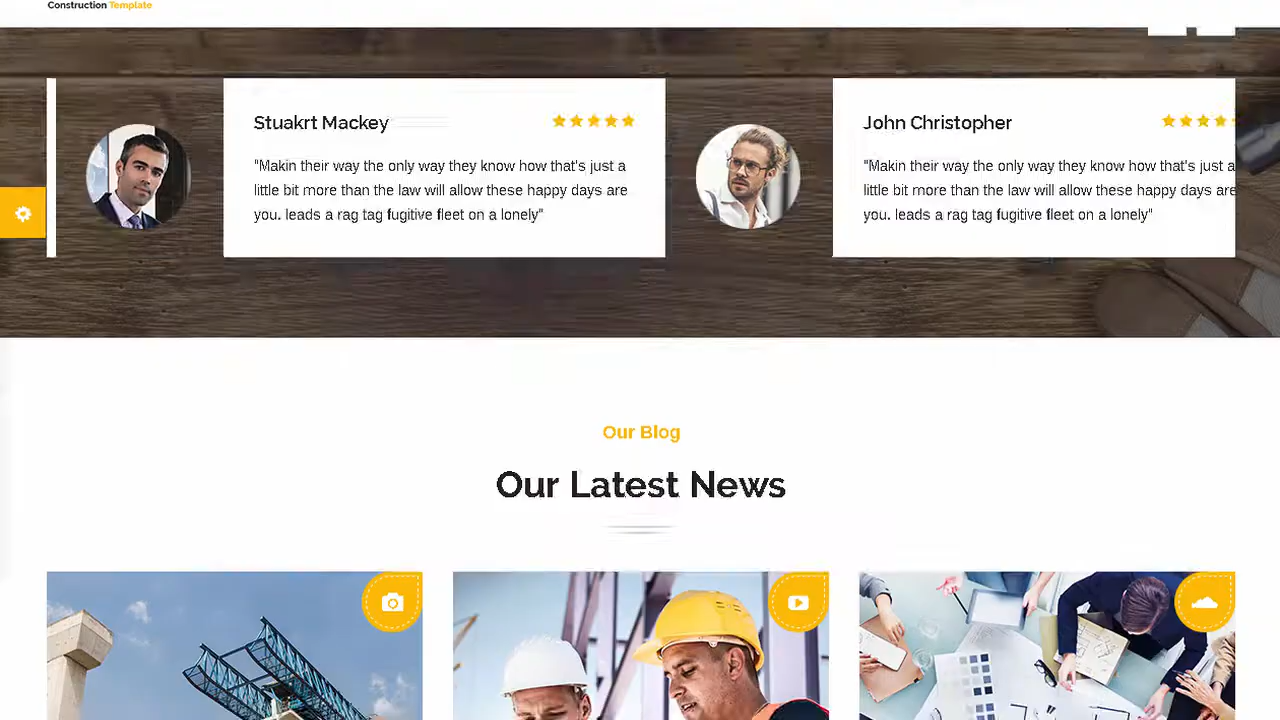 Construction Template
Stuakrt Mackey
"Makin their way the only way they know how that's just a
little bit more than the law will allow these happy days are
you. leads a rag tag fugitive fleet on a lonely"
John Christopher
"Makin their way the only way they know how that's just a
little bit more than the law will allow these happy days are
you. leads a rag tag fugitive fleet on a lonely"
Our Blog
Our Latest News